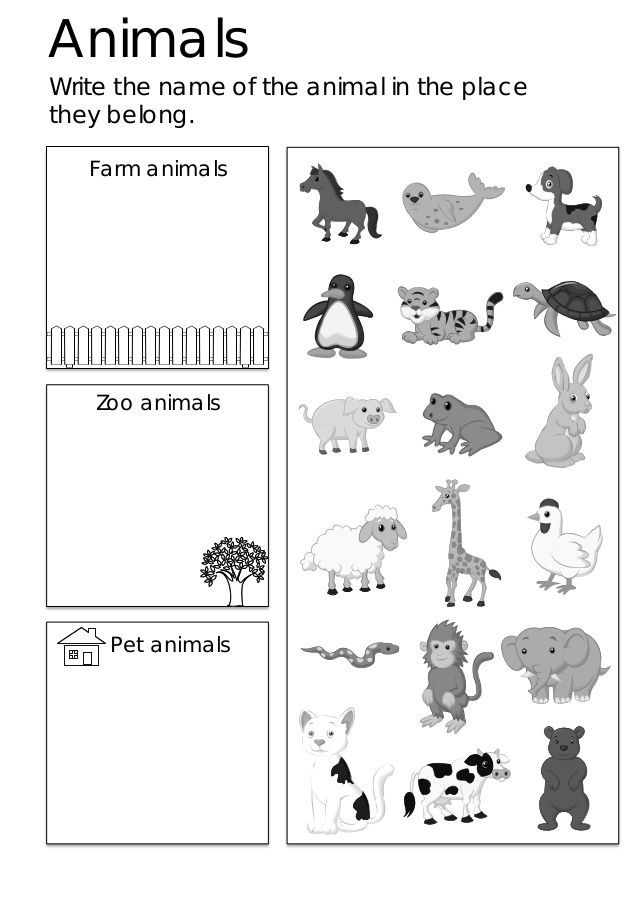 Animals
Write the name of the animal in the place
they belong.
Farm animals
Zoo animals
Pet animals